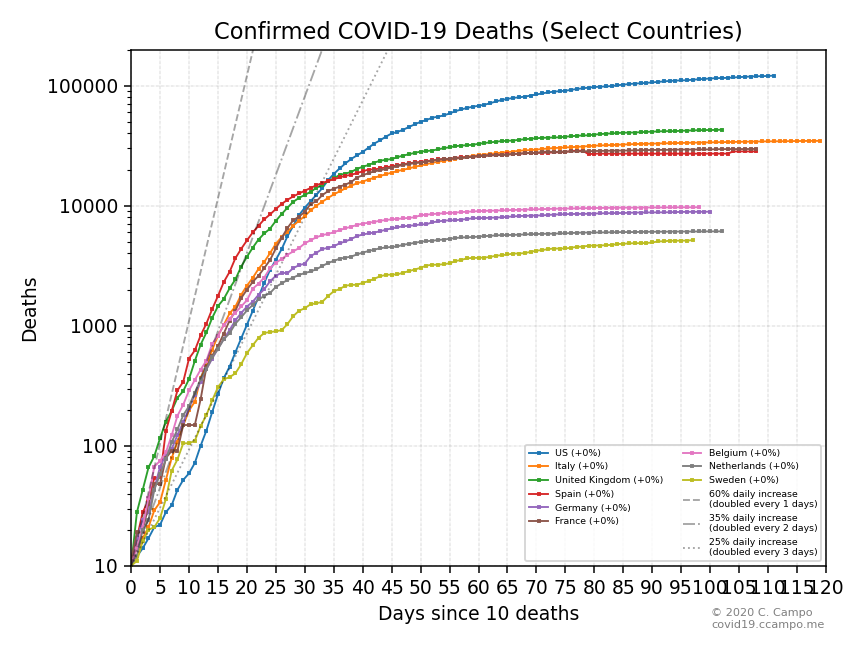 Confirmed COVID-19 Deaths (Select Countries)
Deaths
100000
10000
1000
100
10
0 5 10 15 20 25 30 35 40 45 50 55 60 65 70 75 80 85 90 95 100 105 110 115 120
Days since 10 deaths
US (+0%)
Italy (+0%)
United Kingdom (+0%)
Spain (+0%)
Germany (+0%)
France (+0%)
Belgium (+0%)
Netherlands (+0%)
Sweden (+0%)
60% daily increase
(doubled every 1 days)
35% daily increase
(doubled every 2 days)
25% daily increase
(doubled every 3 days)
© 2020 C. Campo
covid19.ccampo.me